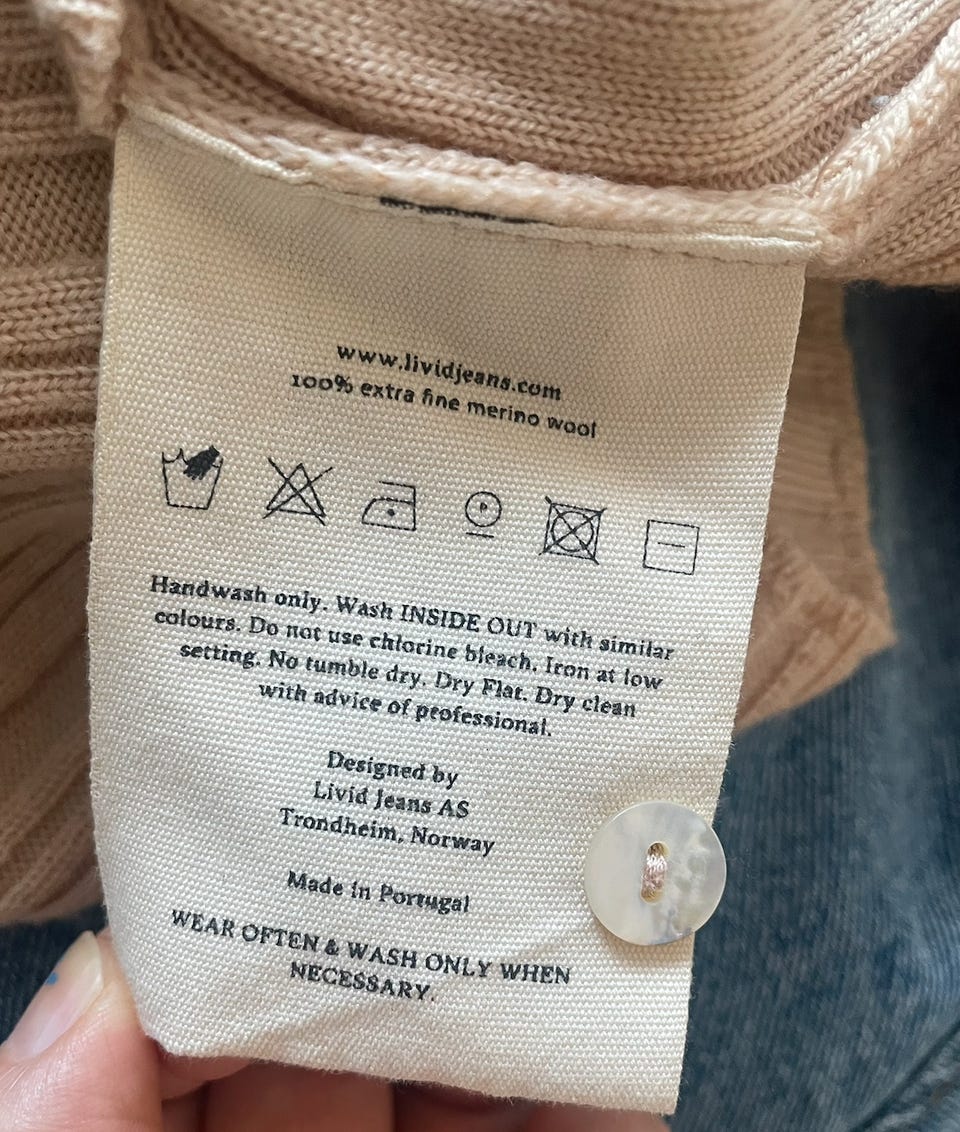 www.lividjeans.com
100% extra fine merino wool
P
Handwash only. Wash INSIDE OUT with similar
colours. Do not use chlorine bleach. Iron at low
setting. No tumble dry. Dry Flat. Dry clean
with advice of professional.
Designed by
Livid Jeans AS
Trondheim, Norway
Made in Portugal
WEAR OFTEN & WASH ONLY WHEN
NECESSARY.